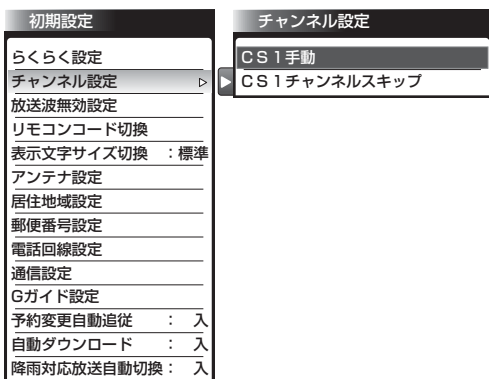 初期設定
らくらく設定
チャンネル設定 ▷
放送波無効設定
リモコンコード切換
表示文字サイズ切換 ：標準
アンテナ設定
居住地域設定
郵便番号設定
電話回線設定
通信設定
Gガイド設定
予約変更自動追従 ： 入
自動ダウンロード ： 入
降雨対応放送自動切換： 入
チャンネル設定
ＣＳ１手動
ＣＳ１チャンネルスキップ